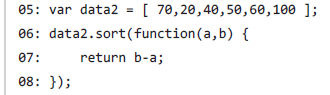 05: var data2 = [ 70,20,40,50,60,100 ];
06: data2.sort(function(a,b) {
07:     return b-a;
08: });